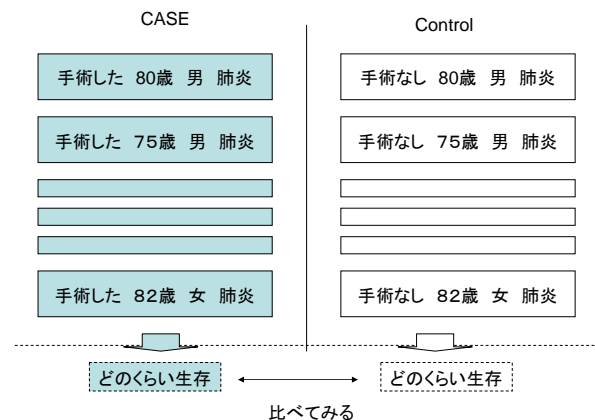 CASE
Control
手術した 80歳 男 肺炎
手術なし 80歳 男 肺炎
手術した 75歳 男 肺炎
手術なし 75歳 男 肺炎
手術した 82歳 女 肺炎
手術なし 82歳 女 肺炎
どのくらい生存
どのくらい生存
比べてみる